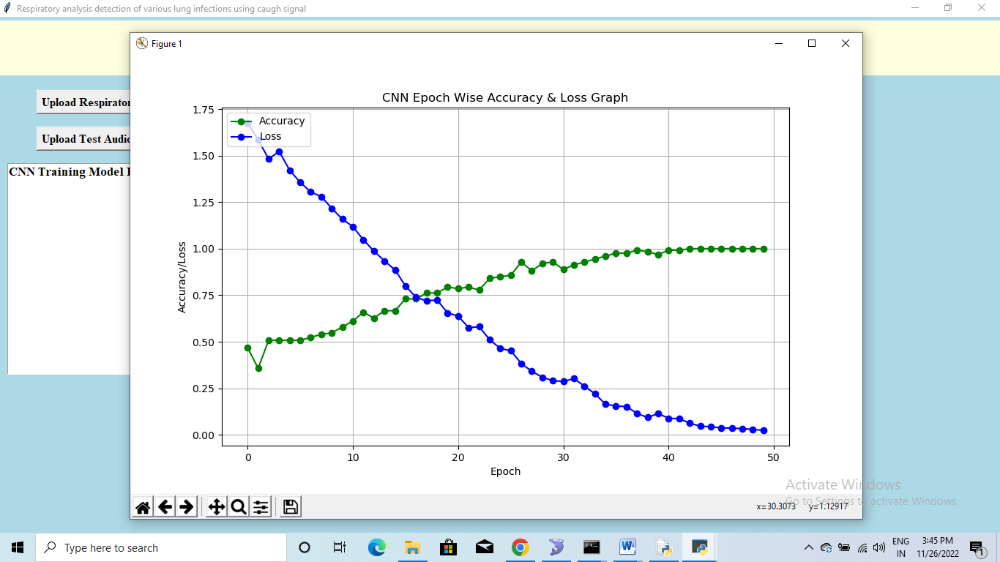 Respiratory analysis detection of various lung infections using caugh signal
Figure 1
Upload Respirator
Upload Test Audio
CNN Training Model
CNN Epoch Wise Accuracy & Loss Graph
Accuracy
Loss
1.75
1.50
1.25
1.00
0.75
0.50
0.25
0.00
Accuracy/Loss
0 10 20 30 40 50
Epoch
Activate Windows
Go to Settings to activate Windows.
x=30.3073 y=1.12917
Type here to search
ENG
IN
3:45 PM
11/26/2022
1